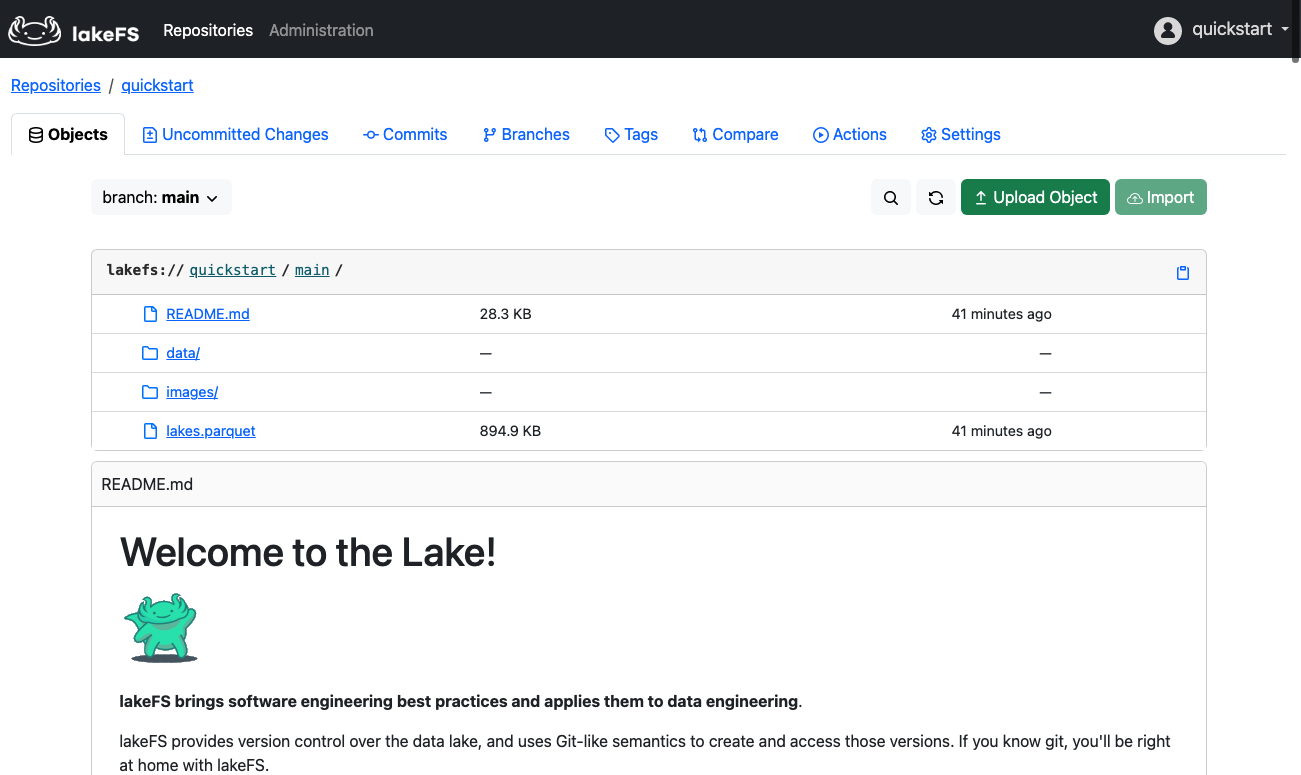 lakeFS Repositories Administration quickstart
Repositories / quickstart
Objects Uncommitted Changes Commits Branches Tags Compare Actions Settings
branch: main Upload Object Import
lakefs:// quickstart / main /
README.md 28.3 KB 41 minutes ago
data/ — —
images/ — —
lakes.parquet 894.9 KB 41 minutes ago
README.md
Welcome to the Lake!
lakeFS brings software engineering best practices and applies them to data engineering.
lakeFS provides version control over the data lake, and uses Git-like semantics to create and access those versions. If you know git, you'll be right
at home with lakeFS.